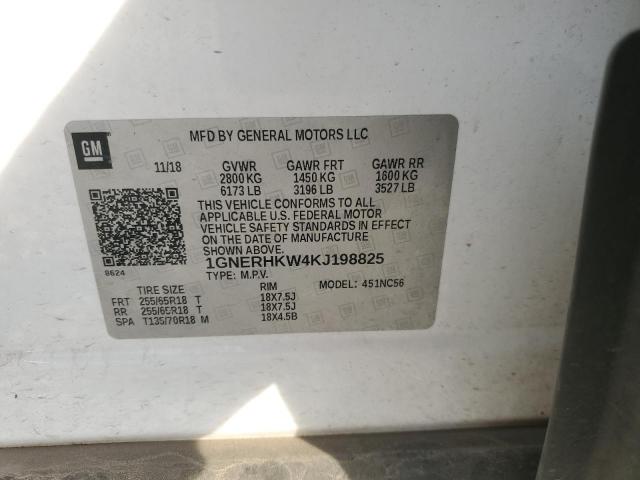 GM
MFD BY GENERAL MOTORS LLC
11/18 GVWR GAWR FRT GAWR RR
2800 KG 1450 KG 1600 KG
6173 LB 3196 LB 3527 LB
THIS VEHICLE CONFORMS TO ALL
APPLICABLE U.S. FEDERAL MOTOR
VEHICLE SAFETY STANDARDS IN EFFECT
ON THE DATE OF MANUFACTURE
SHOWN ABOVE.
1GNERHKW4KJ198825
8624
TYPE: M.P.V.
MODEL: 451NC56
TIRE SIZE RIM
FRT 255/65R18 T 18X7.5J
RR 255/65R18 T 18X7.5J
SPA T135/70R18 M 18X4.5B